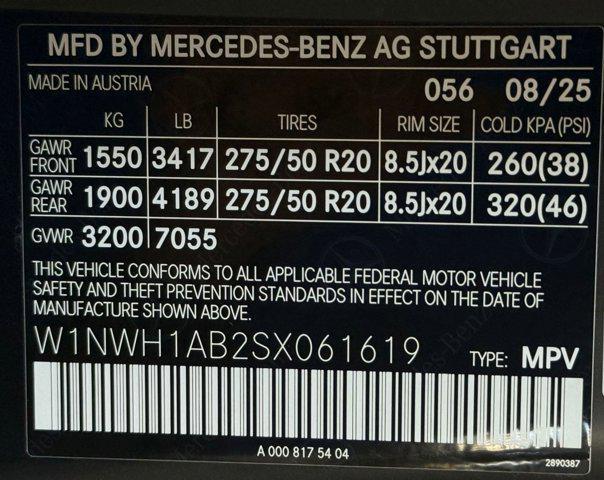 MFD BY MERCEDES-BENZ AG STUTTGART
MADE IN AUSTRIA 056 08/25
KG LB TIRES RIM SIZE COLD KPA(PSI)
GAWR FRONT 1550 3417 275/50 R20 8.5Jx20 260(38)
GAWR REAR 1900 4189 275/50 R20 8.5Jx20 320(46)
GVWR 3200 7055
THIS VEHICLE CONFORMS TO ALL APPLICABLE FEDERAL MOTOR VEHICLE
SAFETY AND THEFT PREVENTION STANDARDS IN EFFECT ON THE DATE OF
MANUFACTURE SHOWN ABOVE.
W1NWH1AB2SX061619 TYPE: MPV
A 000 817 54 04
2890387